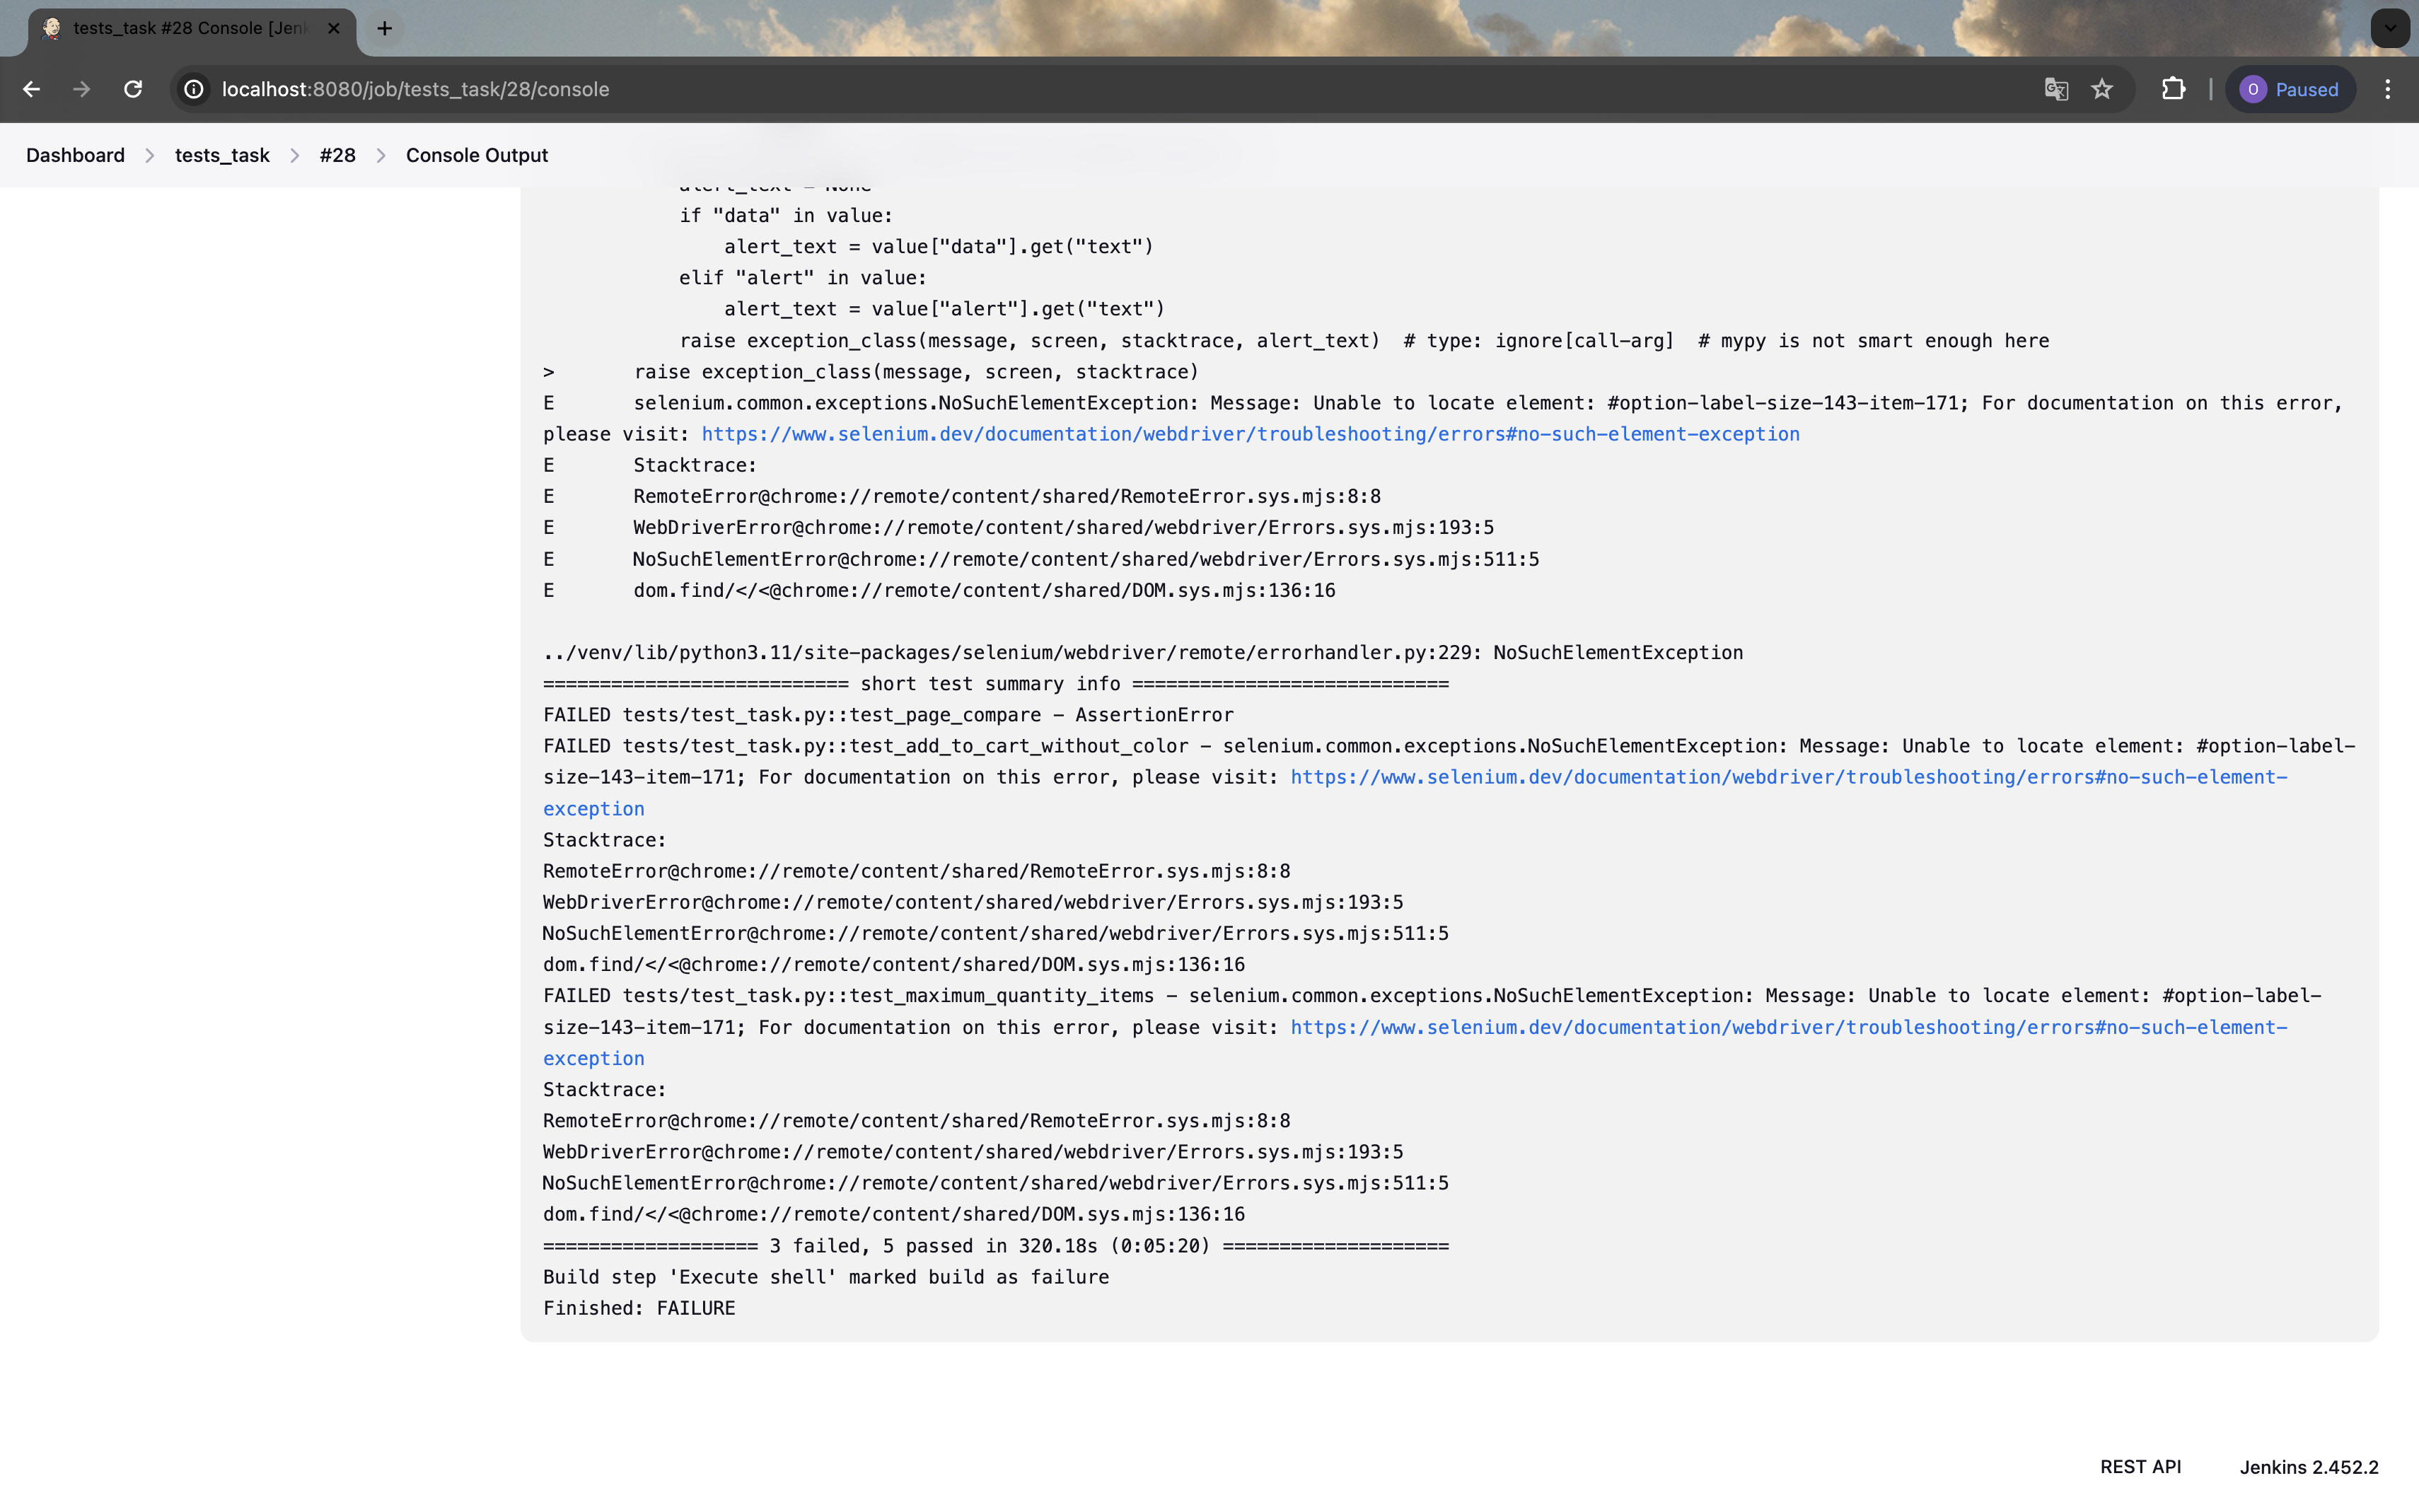 tests_task #28 Console [Jenk
localhost:8080/job/tests_task/28/console
O Paused
Dashboard > tests_task > #28 > Console Output
alert_text = None
if "data" in value:
alert_text = value["data"].get("text")
elif "alert" in value:
alert_text = value["alert"].get("text")
raise exception_class(message, screen, stacktrace, alert_text)  # type: ignore[call-arg]  # mypy is not smart enough here
>       raise exception_class(message, screen, stacktrace)
E       selenium.common.exceptions.NoSuchElementException: Message: Unable to locate element: #option-label-size-143-item-171; For documentation on this error,
please visit: https://www.selenium.dev/documentation/webdriver/troubleshooting/errors#no-such-element-exception
E       Stacktrace:
E       RemoteError@chrome://remote/content/shared/RemoteError.sys.mjs:8:8
E       WebDriverError@chrome://remote/content/shared/webdriver/Errors.sys.mjs:193:5
E       NoSuchElementError@chrome://remote/content/shared/webdriver/Errors.sys.mjs:511:5
E       dom.find/</<@chrome://remote/content/shared/DOM.sys.mjs:136:16
../venv/lib/python3.11/site-packages/selenium/webdriver/remote/errorhandler.py:229: NoSuchElementException
=========================== short test summary info ============================
FAILED tests/test_task.py::test_page_compare - AssertionError
FAILED tests/test_task.py::test_add_to_cart_without_color - selenium.common.exceptions.NoSuchElementException: Message: Unable to locate element: #option-label-
size-143-item-171; For documentation on this error, please visit: https://www.selenium.dev/documentation/webdriver/troubleshooting/errors#no-such-element-
exception
Stacktrace:
RemoteError@chrome://remote/content/shared/RemoteError.sys.mjs:8:8
WebDriverError@chrome://remote/content/shared/webdriver/Errors.sys.mjs:193:5
NoSuchElementError@chrome://remote/content/shared/webdriver/Errors.sys.mjs:511:5
dom.find/</<@chrome://remote/content/shared/DOM.sys.mjs:136:16
FAILED tests/test_task.py::test_maximum_quantity_items - selenium.common.exceptions.NoSuchElementException: Message: Unable to locate element: #option-label-
size-143-item-171; For documentation on this error, please visit: https://www.selenium.dev/documentation/webdriver/troubleshooting/errors#no-such-element-
exception
Stacktrace:
RemoteError@chrome://remote/content/shared/RemoteError.sys.mjs:8:8
WebDriverError@chrome://remote/content/shared/webdriver/Errors.sys.mjs:193:5
NoSuchElementError@chrome://remote/content/shared/webdriver/Errors.sys.mjs:511:5
dom.find/</<@chrome://remote/content/shared/DOM.sys.mjs:136:16
=================== 3 failed, 5 passed in 320.18s (0:05:20) ====================
Build step 'Execute shell' marked build as failure
Finished: FAILURE
REST API
Jenkins 2.452.2